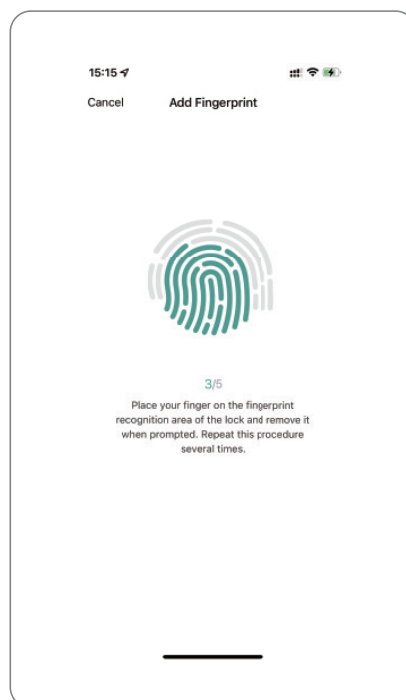 15:15
Cancel
Add Fingerprint
3/5
Place your finger on the fingerprint
recognition area of the lock and remove it
when prompted. Repeat this procedure
several times.